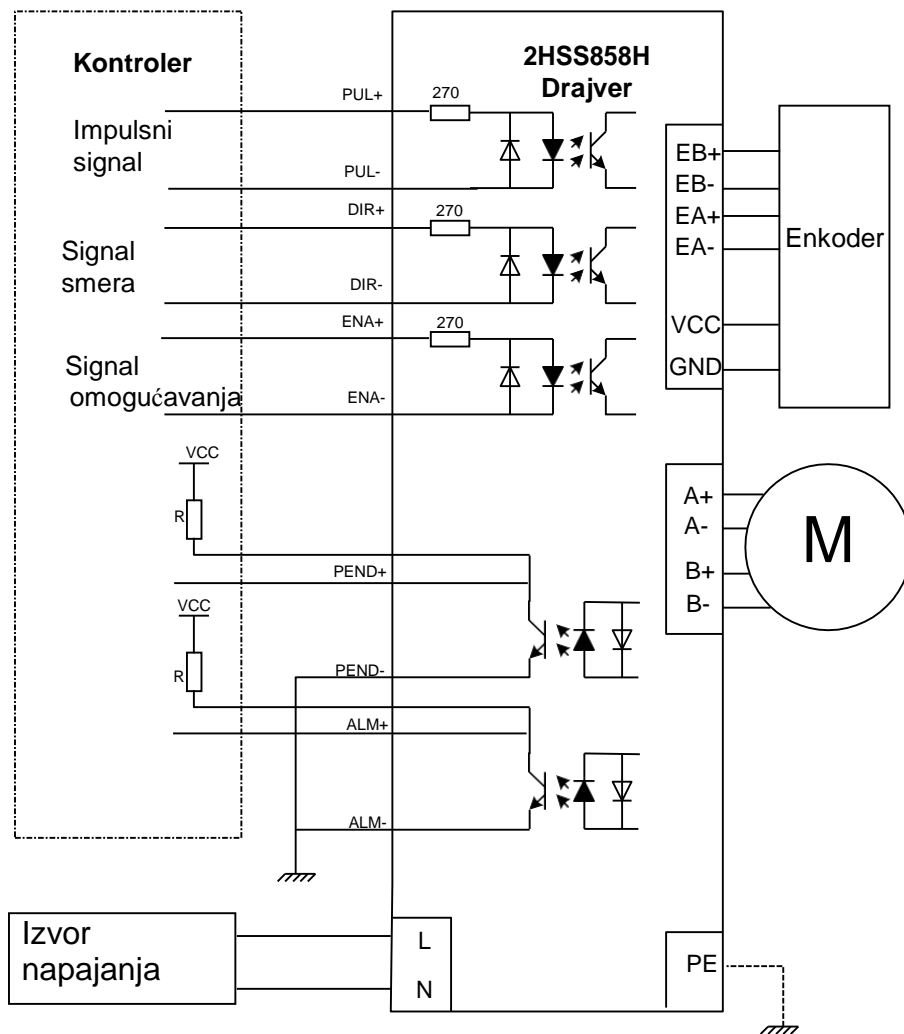 Kontroler
2HSS858H
Drajver
PUL+
270
Impulsni
signal
PUL-
DIR+
270
Signal
smera
DIR-
ENA+
270
Signal
omogućavanja
ENA-
EB+
EB-
EA+
EA-
VCC
GND
Enkoder
VCC
R
PEND+
A+
A-
B+
B-
M
VCC
R
PEND-
ALM+
ALM-
Izvor
napajanja
L
N
PE